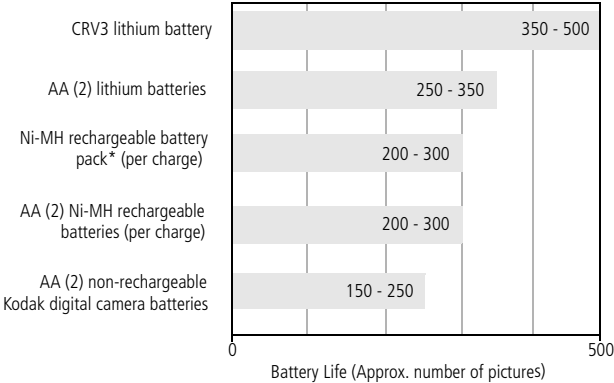 CRV3 lithium battery
350 - 500
AA (2) lithium batteries
250 - 350
Ni-MH rechargeable battery
pack* (per charge)
200 - 300
AA (2) Ni-MH rechargeable
batteries (per charge)
200 - 300
AA (2) non-rechargeable
Kodak digital camera batteries
150 - 250
0
500
Battery Life (Approx. number of pictures)